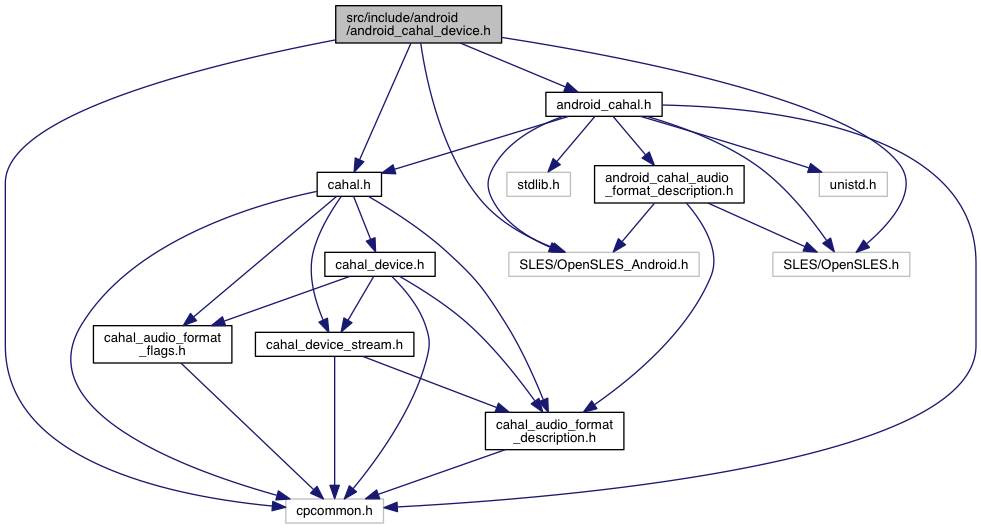 src/include/android
/android_cahal_device.h
android_cahal.h
cahal.h
stdlib.h
android_cahal_audio
_format_description.h
unistd.h
cahal_device.h
SLES/OpenSLES_Android.h
SLES/OpenSLES.h
cahal_audio_format
_flags.h
cahal_device_stream.h
cahal_audio_format
_description.h
cpcommon.h